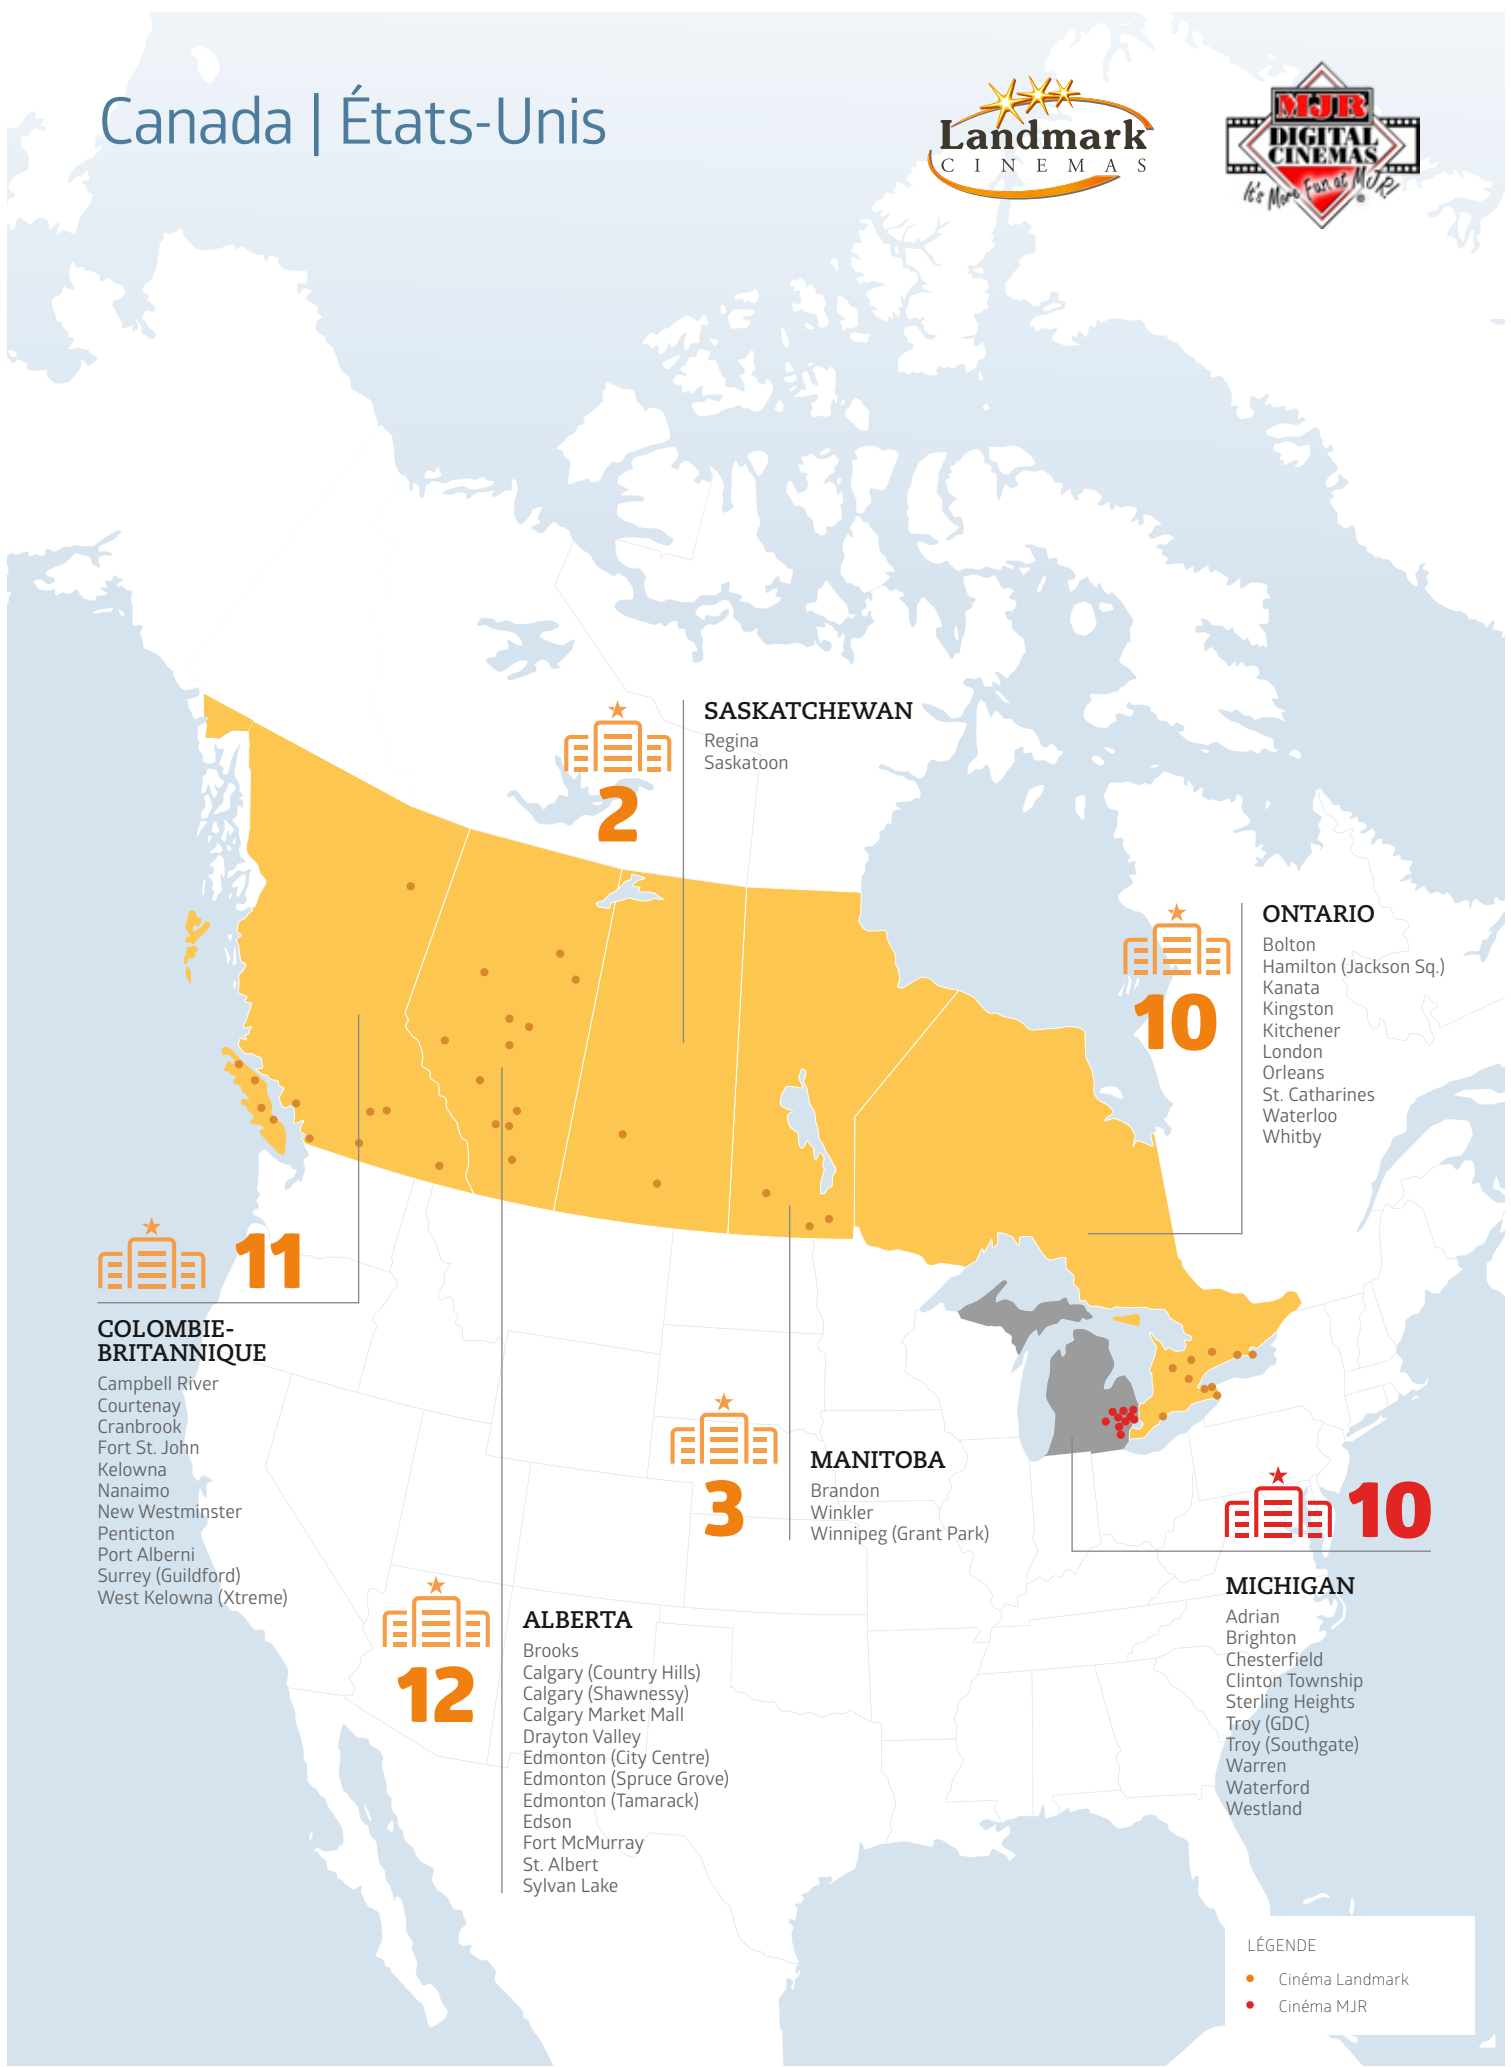 Canada | États-Unis
Landmark
CINEMAS
MJR
DIGITAL
CINEMAS
It's More Fun at MJR!
SASKATCHEWAN
Regina
Saskatoon
2
ONTARIO
Bolton
Hamilton (Jackson Sq.)
Kanata
Kingston
Kitchener
London
Orleans
St. Catharines
Waterloo
Whitby
10
11
COLOMBIE-
BRITANNIQUE
Campbell River
Courtenay
Cranbrook
Fort St. John
Kelowna
Nanaimo
New Westminster
Penticton
Port Alberni
Surrey (Guildford)
West Kelowna (Xtreme)
3
MANITOBA
Brandon
Winkler
Winnipeg (Grant Park)
10
MICHIGAN
Adrian
Brighton
Chesterfield
Clinton Township
Sterling Heights
Troy (GDC)
Troy (Southgate)
Warren
Waterford
Westland
12
ALBERTA
Brooks
Calgary (Country Hills)
Calgary (Shawnessy)
Calgary Market Mall
Drayton Valley
Edmonton (City Centre)
Edmonton (Spruce Grove)
Edmonton (Tamarack)
Edson
Fort McMurray
St. Albert
Sylvan Lake
LÉGENDE
Cinéma Landmark
Cinéma MJR